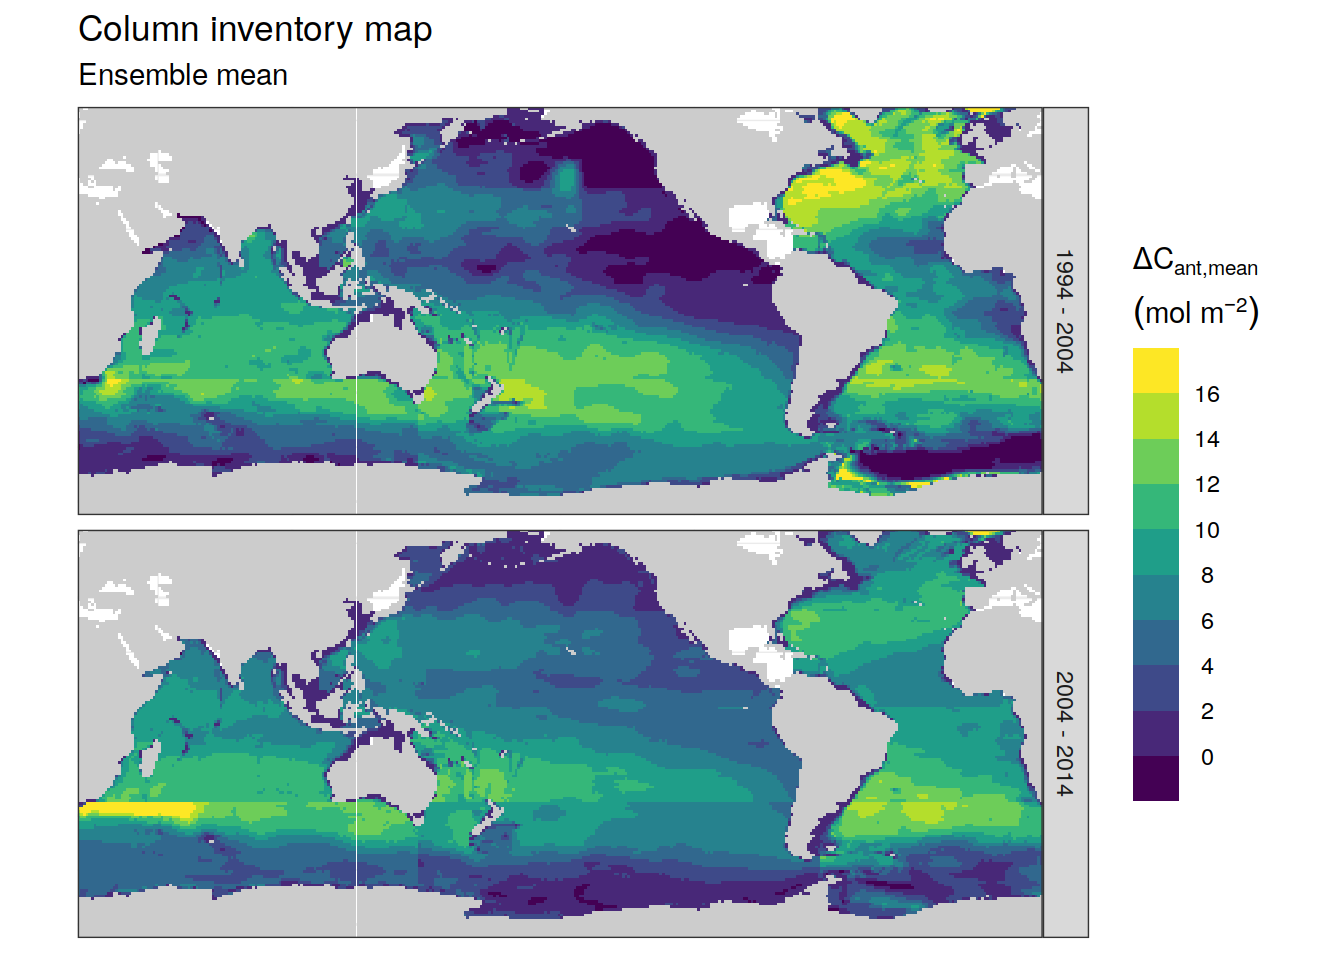 Column inventory map
Ensemble mean
1994 - 2004
2004 - 2014
ΔCant,mean
(mol m−2)
16
14
12
10
8
6
4
2
0